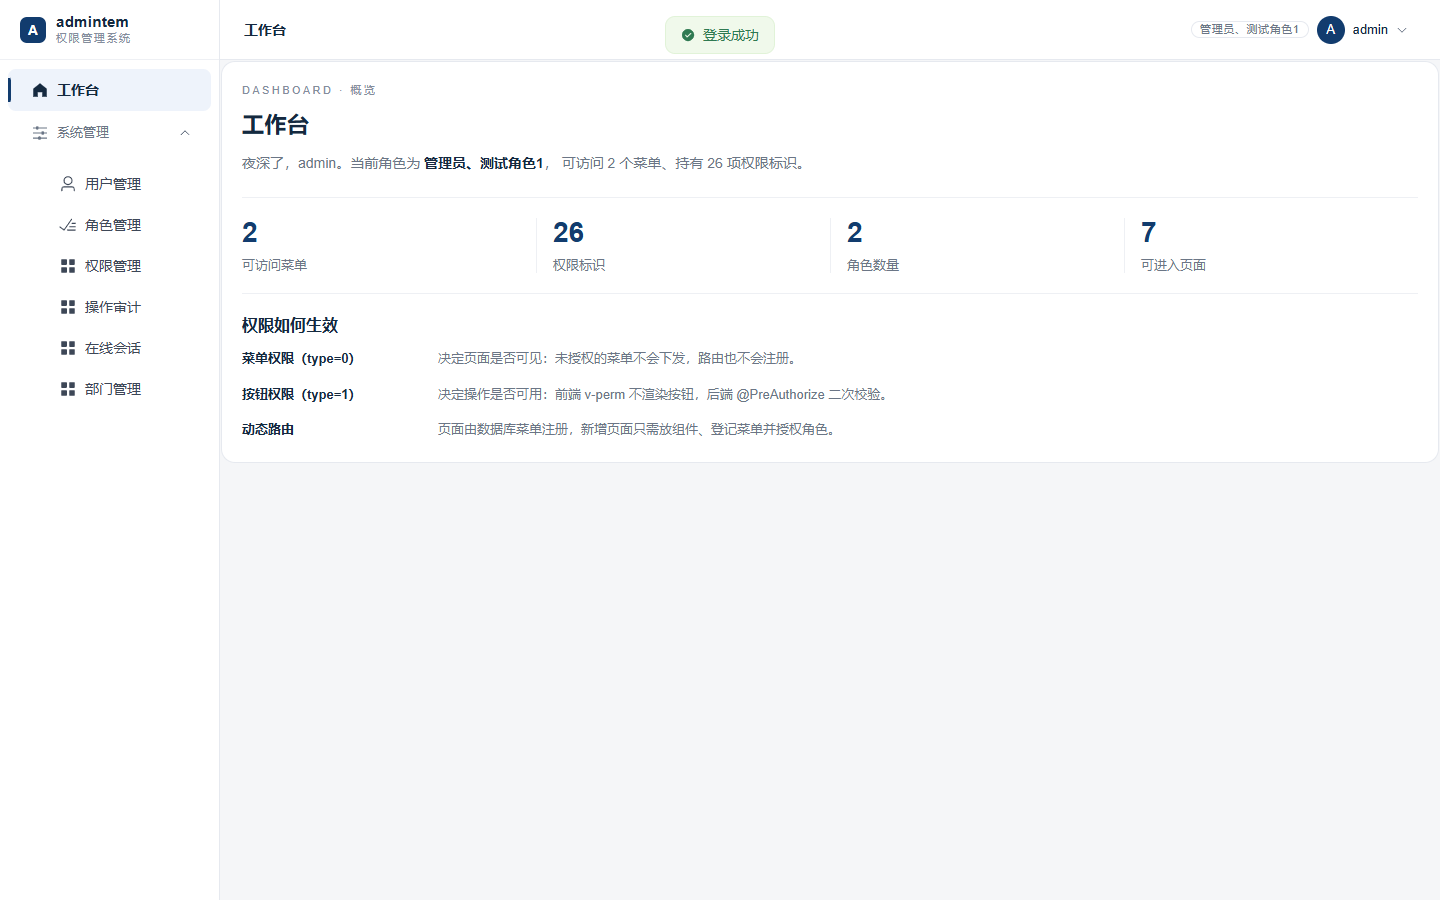 A
admintem
权限管理系统
工作台
登录成功
管理员、测试角色1
A
admin
工作台
系统管理
用户管理
角色管理
权限管理
操作审计
在线会话
部门管理
DASHBOARD · 概览
工作台
夜深了，admin。当前角色为 管理员、测试角色1， 可访问 2 个菜单、持有 26 项权限标识。
2
可访问菜单
26
权限标识
2
角色数量
7
可进入页面
权限如何生效
菜单权限（type=0）
决定页面是否可见：未授权的菜单不会下发，路由也不会注册。
按钮权限（type=1）
决定操作是否可用：前端 v-perm 不渲染按钮，后端 @PreAuthorize 二次校验。
动态路由
页面由数据库菜单注册，新增页面只需放组件、登记菜单并授权角色。